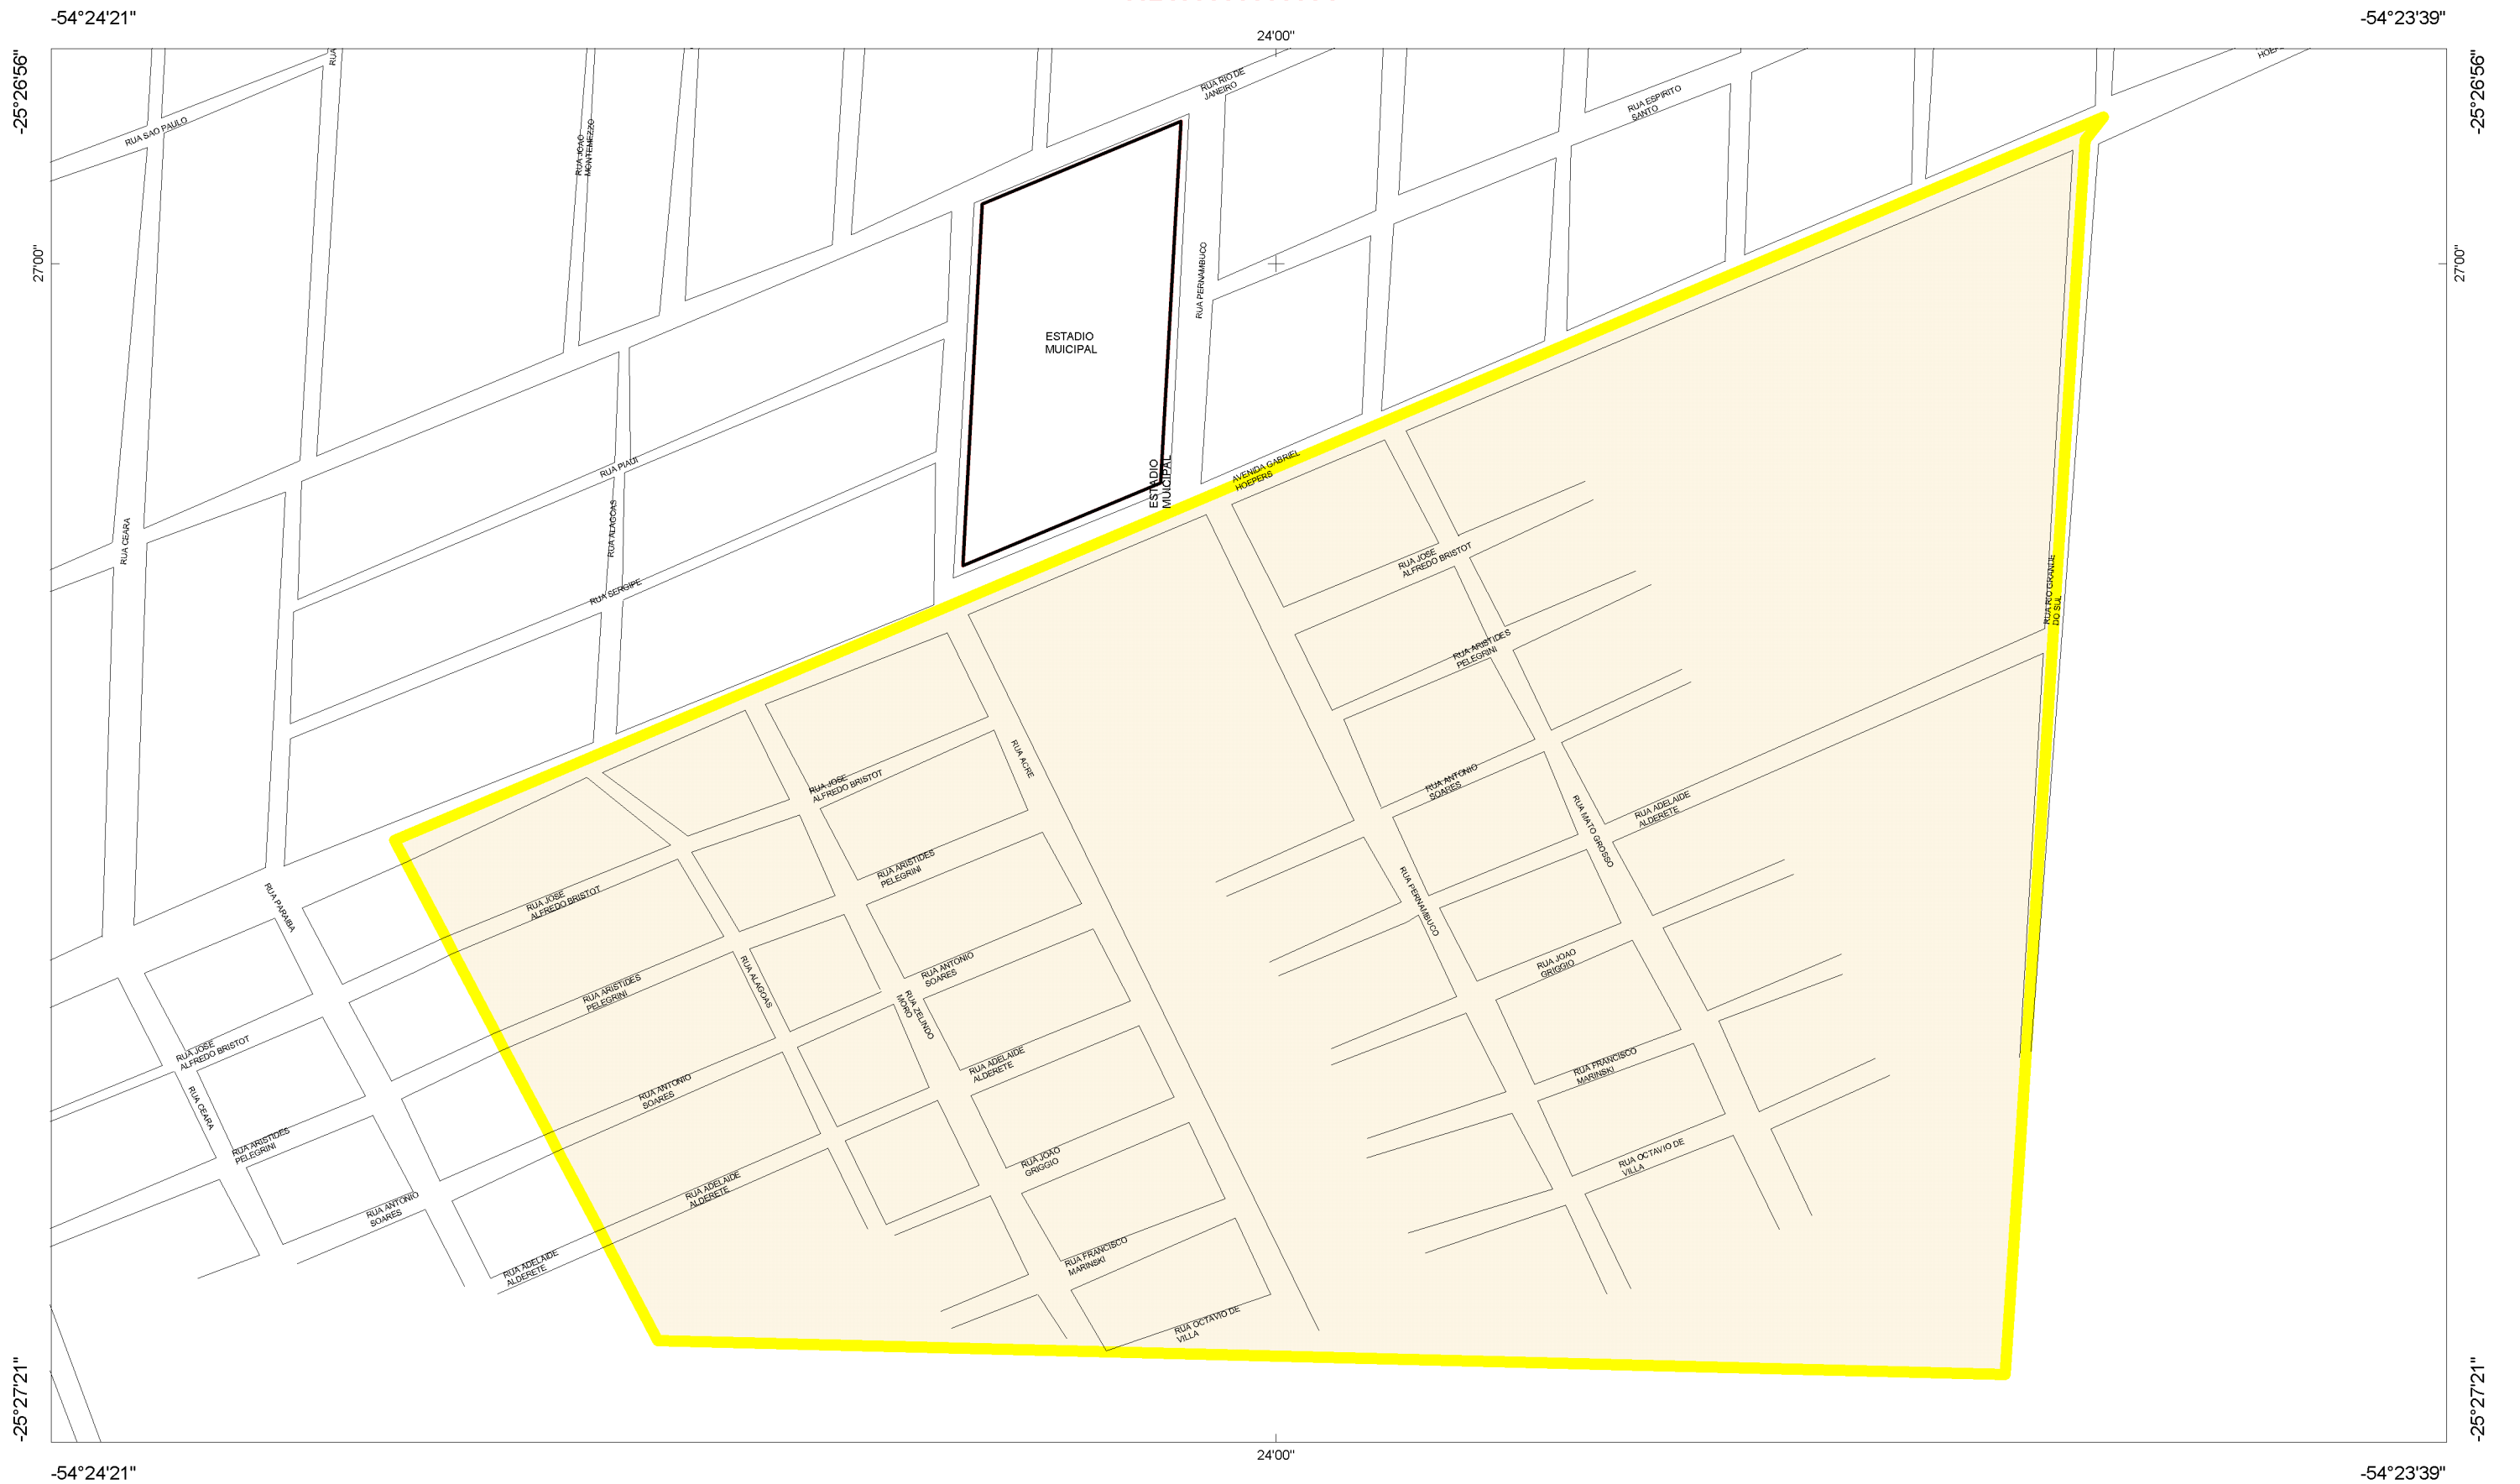 -54°24'21"
-54°23'39"
24'00"
-25°26'56"
-25°26'56"
RUA
RUA RIO DE
JANEIRO
RUA ESPIRITO
SANTO
RUA SAO PAULO
RUA JOAO
MONTEMEZZO
27'00"
27'00"
RUA PERNAMBUCO
ESTADIO
MUICIPAL
RUA PIAUI
ESTADIO
MUICIPAL
AVENIDA GABRIEL
HOEPERS
RUA CEARA
RUA ALAGOAS
RUA SERGIPE
RUA JOSE
ALFREDO BRISTOT
RUA RIO GRANDE
DO SUL
RUA ARISTIDES
PELEGRINI
RUA ACRE
RUA JOSE
ALFREDO BRISTOT
RUA ANTONIO
SOARES
RUA MATO GROSSO
RUA ADELAIDE
ALDERETE
RUA ARISTIDES
PELEGRINI
RUA PARAIBA
RUA JOSE
ALFREDO BRISTOT
RUA PERNAMBUCO
RUA ANTONIO
SOARES
RUA JOAO
GRIGGIO
RUA ALAGOAS
RUA ARISTIDES
PELEGRINI
RUA ZELINDO
MORO
RUA JOSE
ALFREDO BRISTOT
RUA ADELAIDE
ALDERETE
RUA FRANCISCO
MARINSKI
RUA CEARA
RUA ANTONIO
SOARES
RUA ARISTIDES
PELEGRINI
RUA JOAO
GRIGGIO
RUA OCTAVIO DE
VILLA
RUA ADELAIDE
ALDERETE
RUA ANTONIO
SOARES
RUA FRANCISCO
MARINSKI
RUA ADELAIDE
ALDERETE
RUA OCTAVIO DE
VILLA
-25°27'21"
-25°27'21"
24'00"
-54°24'21"
-54°23'39"